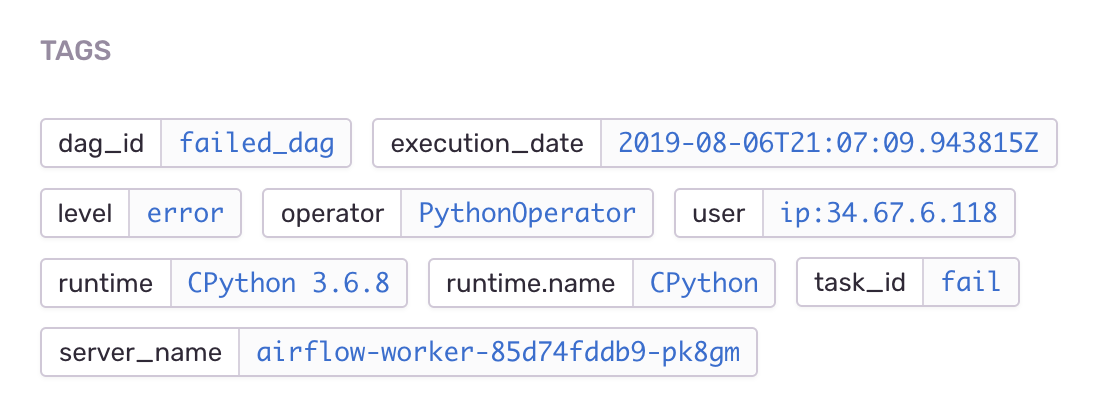 TAGS
dag_id failed_dag execution_date 2019-08-06T21:07:09.943815Z
level error operator PythonOperator user ip:34.67.6.118
runtime CPython 3.6.8 runtime.name CPython task_id fail
server_name airflow-worker-85d74fddb9-pk8gm